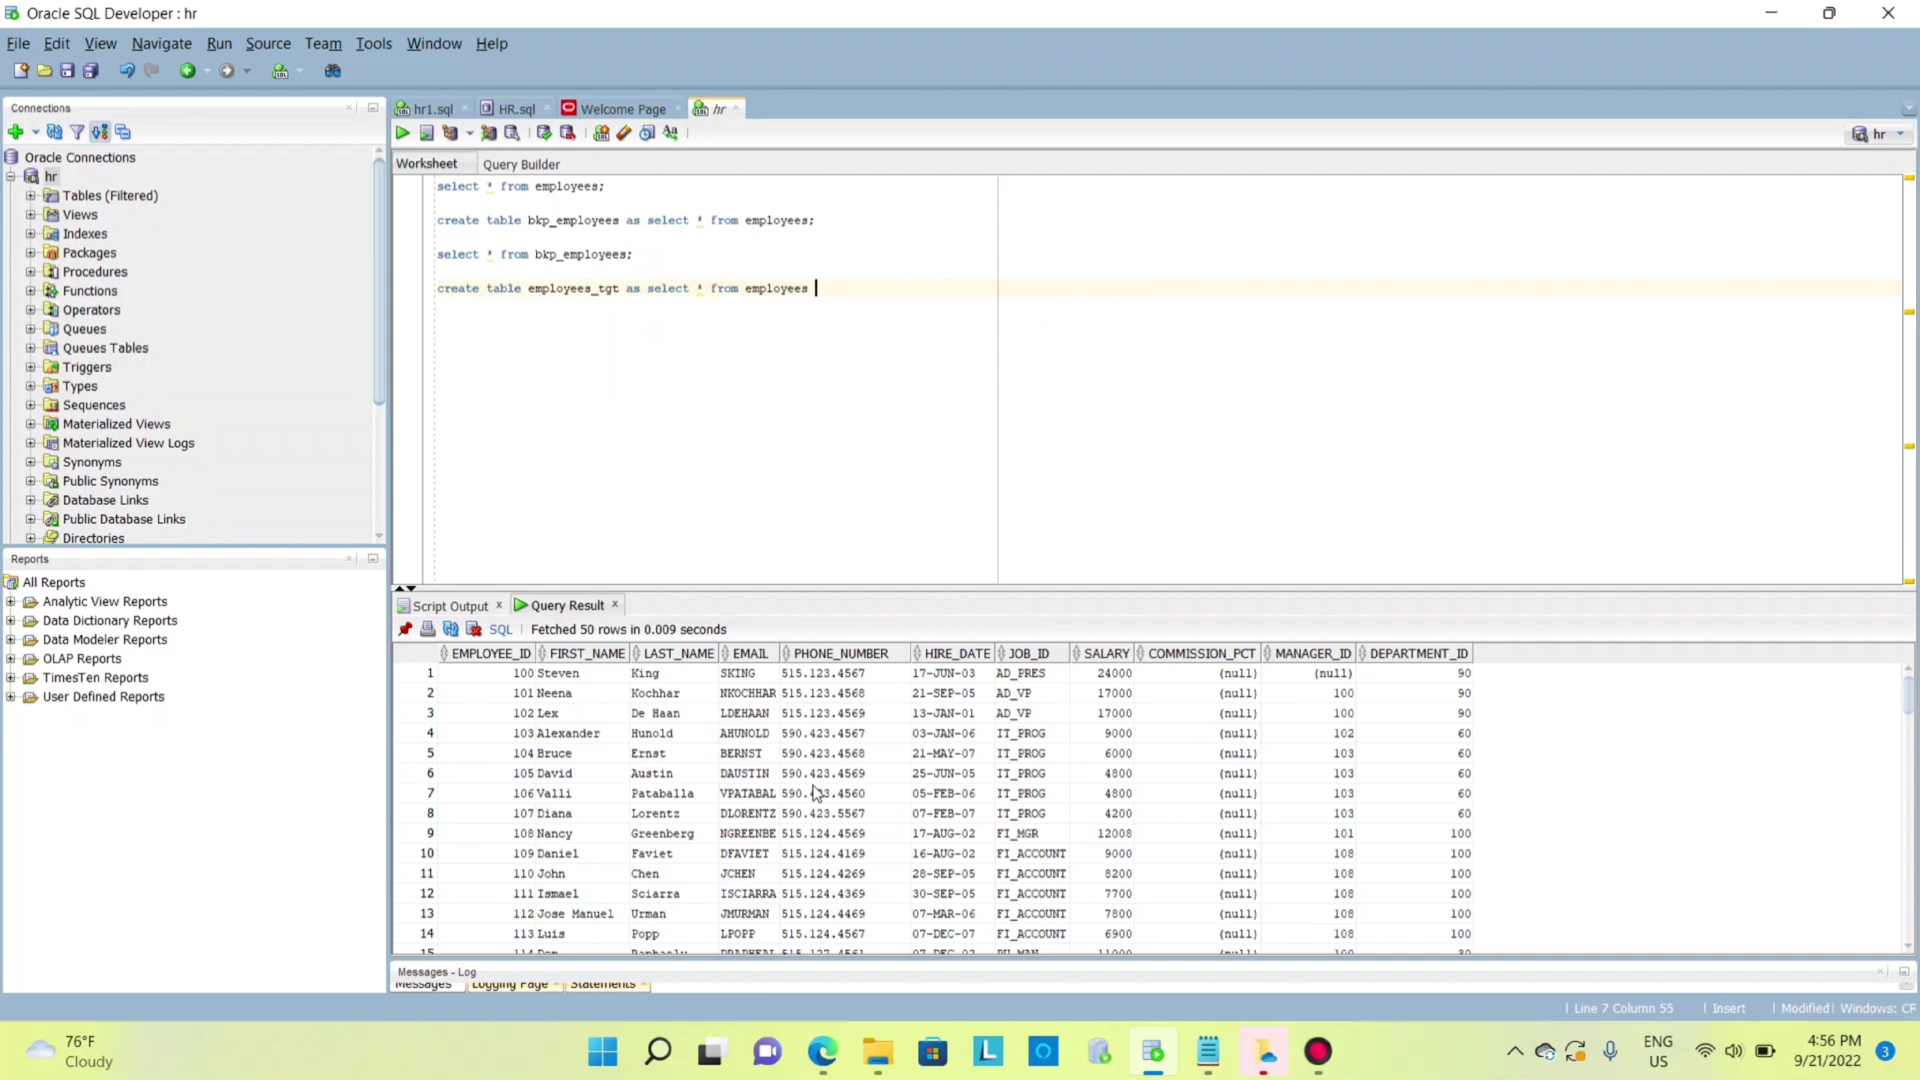 Oracle SQL Developer : hr
File Edit View Navigate Run Source Team Tools Window Help
Connections
Oracle Connections
hr
Tables (Filtered)
Views
Indexes
Packages
Procedures
Functions
Operators
Queues
Queues Tables
Triggers
Types
Sequences
Materialized Views
Materialized View Logs
Synonyms
Public Synonyms
Database Links
Public Database Links
Directories
Reports
All Reports
Analytic View Reports
Data Dictionary Reports
Data Modeler Reports
OLAP Reports
TimesTen Reports
User Defined Reports
hr1.sql HR.sql Welcome Page hr
hr
Worksheet Query Builder
select * from employees;
create table bkp_employees as select * from employees;
select * from bkp_employees;
create table employees_tgt as select * from employees
Script Output Query Result
SQL Fetched 50 rows in 0.009 seconds
EMPLOYEE_ID FIRST_NAME LAST_NAME EMAIL PHONE_NUMBER HIRE_DATE JOB_ID SALARY COMMISSION_PCT MANAGER_ID DEPARTMENT_ID
1 100 Steven King SKING 515.123.4567 17-JUN-03 AD_PRES 24000 (null) (null) 90
2 101 Neena Kochhar NKOCHHAR 515.123.4568 21-SEP-05 AD_VP 17000 (null) 100 90
3 102 Lex De Haan LDEHAAN 515.123.4569 13-JAN-01 AD_VP 17000 (null) 100 90
4 103 Alexander Hunold AHUNOLD 590.423.4567 03-JAN-06 IT_PROG 9000 (null) 102 60
5 104 Bruce Ernst BERNST 590.423.4568 21-MAY-07 IT_PROG 6000 (null) 103 60
6 105 David Austin DAUSTIN 590.423.4569 25-JUN-05 IT_PROG 4800 (null) 103 60
7 106 Valli Pataballa VPATABAL 590.423.4560 05-FEB-06 IT_PROG 4800 (null) 103 60
8 107 Diana Lorentz DLORENTZ 590.423.5567 07-FEB-07 IT_PROG 4200 (null) 103 60
9 108 Nancy Greenberg NGREENBE 515.124.4569 17-AUG-02 FI_MGR 12008 (null) 101 100
10 109 Daniel Faviet DFAVIET 515.124.4169 16-AUG-02 FI_ACCOUNT 9000 (null) 108 100
11 110 John Chen JCHEN 515.124.4269 28-SEP-05 FI_ACCOUNT 8200 (null) 108 100
12 111 Ismael Sciarra ISCIARRA 515.124.4369 30-SEP-05 FI_ACCOUNT 7700 (null) 108 100
13 112 Jose Manuel Urman JMURMAN 515.124.4469 07-MAR-06 FI_ACCOUNT 7800 (null) 108 100
14 113 Luis Popp LPOPP 515.124.4567 07-DEC-07 FI_ACCOUNT 6900 (null) 108 100
Messages - Log
Messages Logging Page Statements
Line 7 Column 55 Insert Modified Windows: CR
76°F
Cloudy
ENG
US
4:56 PM
9/21/2022
3